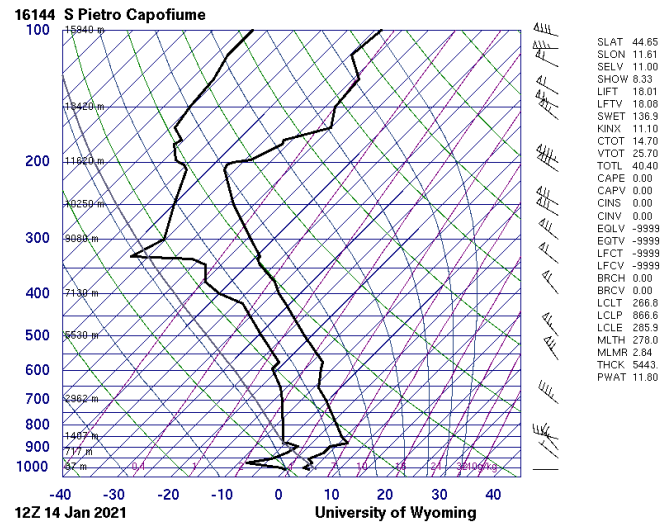 16144 S Pietro Capofiume
100
13420 m
200
11620 m
10250 m
300
9080 m
400
7130 m
500
5530 m
600
700
2962 m
800
1407 m
900
717 m
1000
0.4 1 2 7 10 16 24 32 40g/kg
-40 -30 -20 -10 0 10 20 30 40
12Z 14 Jan 2021 University of Wyoming
SLAT 44.65
SLON 11.61
SELV 11.00
SHOW 8.33
LIFT 18.01
LFTV 18.08
SWET 136.9
KINX 11.10
CTOT 14.70
VTOT 25.70
TOTL 40.40
CAPE 0.00
CAPV 0.00
CINS 0.00
CINV 0.00
EQLV -9999
EQTV -9999
LFCT -9999
LFCV -9999
BRCH 0.00
BRCV 0.00
LCLT 266.8
LCLP 866.6
LCLE 285.9
MLTH 278.0
MLMR 2.84
THCK 5443.
PWAT 11.80